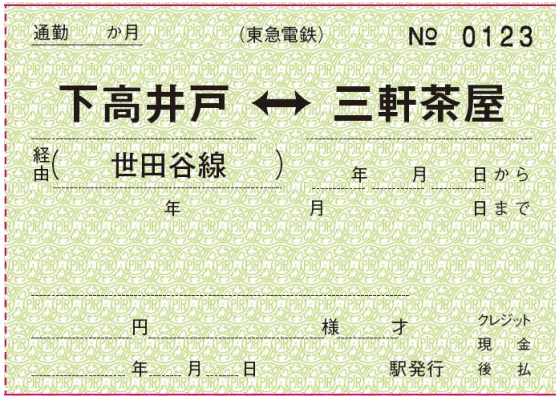 通勤 か月 (東急電鉄) № 0123
下高井戸 ↔ 三軒茶屋
経由( 世田谷線 ) 年 月 日から
年 月 日まで
円 様 才 クレジット
現金
年 月 日 駅発行 後払